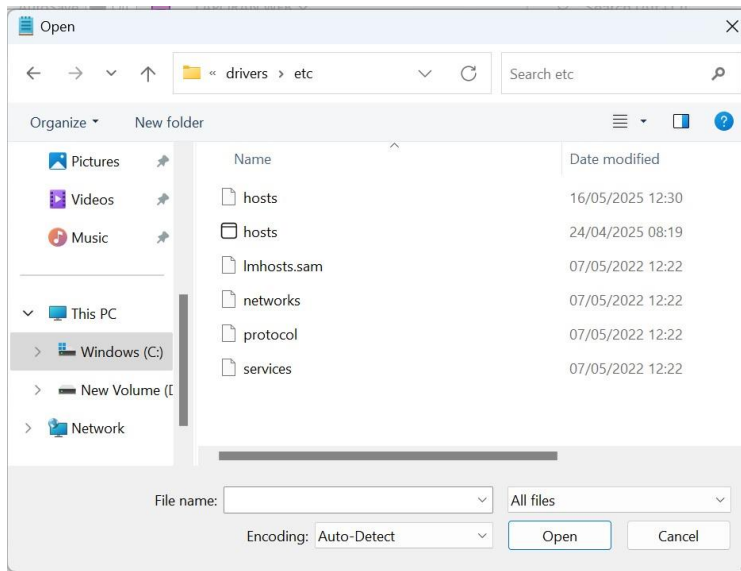 Open
« drivers › etc
Search etc
Organize
New folder
Pictures
Videos
Music
This PC
Windows (C:)
New Volume (D
Network
Name Date modified
hosts 16/05/2025 12:30
hosts 24/04/2025 08:19
lmhosts.sam 07/05/2022 12:22
networks 07/05/2022 12:22
protocol 07/05/2022 12:22
services 07/05/2022 12:22
File name:
All files
Encoding: Auto-Detect
Open
Cancel